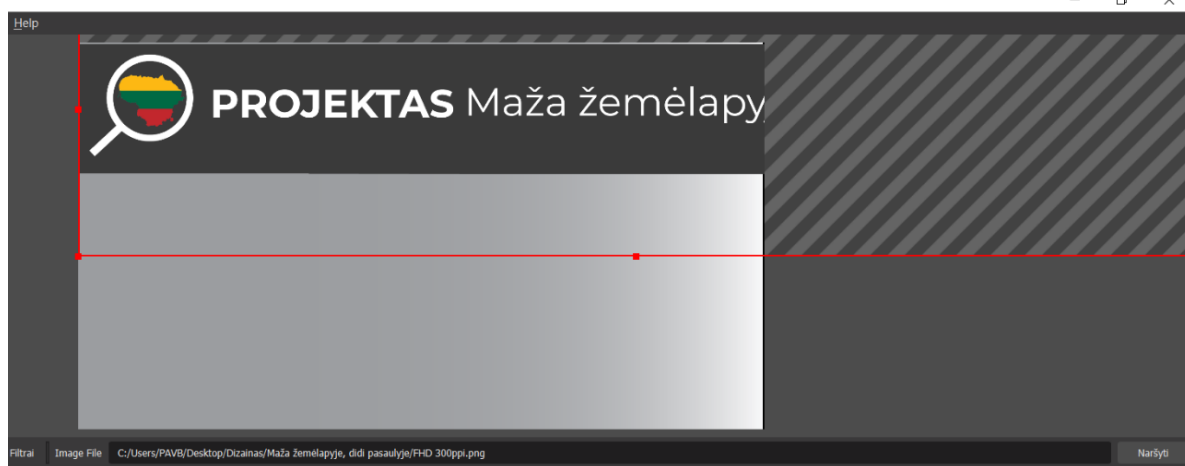 Help
PROJEKTAS Maža žemėlapy
Filtrai Image File C:/Users/PAVB/Desktop/Dizainas/Maža žemėlapyje, didi pasaulyje/FHD 300ppi.png Naršyti